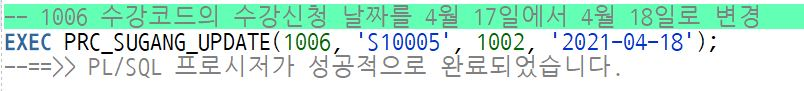 -- 1006 수강코드의 수강신청 날짜를 4월 17일에서 4월 18일로 변경
EXEC PRC_SUGANG_UPDATE(1006, 'S10005', 1002, '2021-04-18');
--==>> PL/SQL 프로시저가 성공적으로 완료되었습니다.